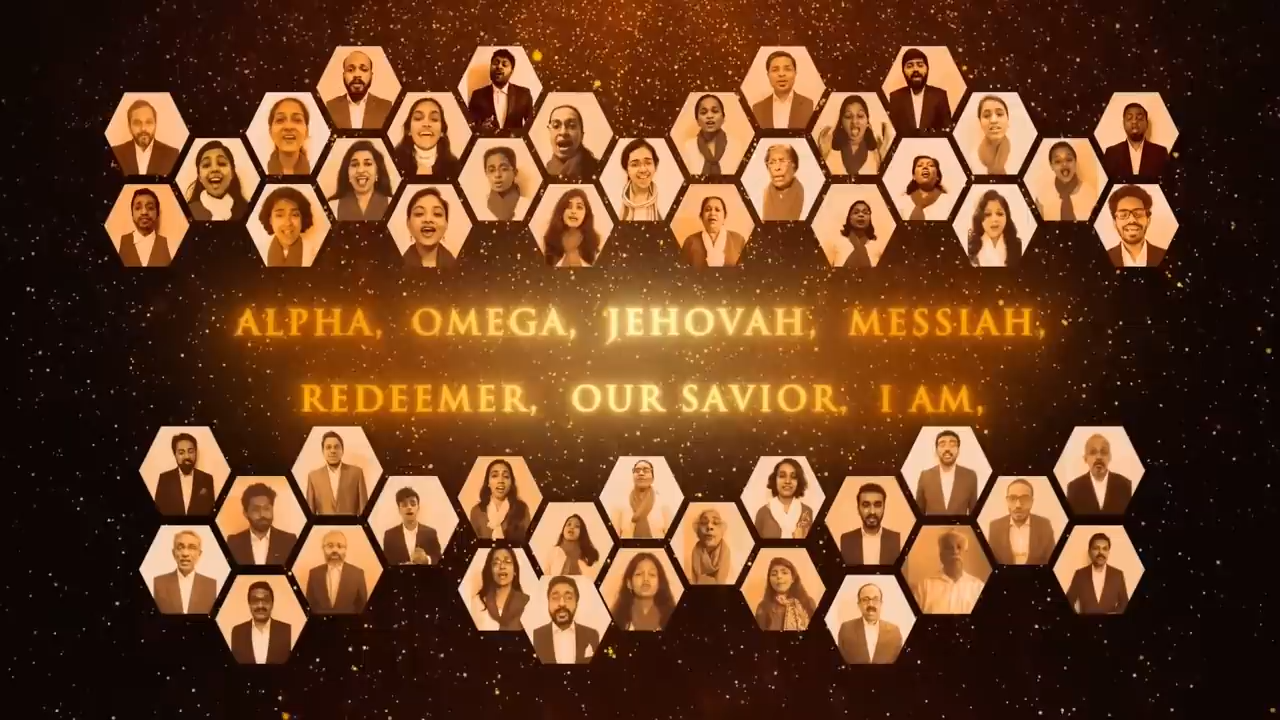 ALPHA, OMEGA, JEHOVAH, MESSIAH,
REDEEMER, OUR SAVIOR, I AM,